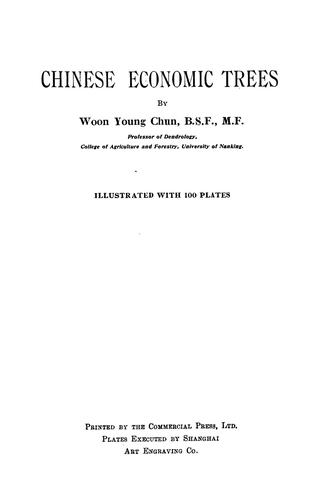 CHINESE ECONOMIC TREES
BY
Woon Young Chun, B.S.F., M.F.
Professor of Dendrology,
College of Agriculture and Forestry, University of Nanking.
ILLUSTRATED WITH 100 PLATES
PRINTED BY THE COMMERCIAL PRESS, LTD.
PLATES EXECUTED BY SHANGHAI
ART ENGRAVING CO.